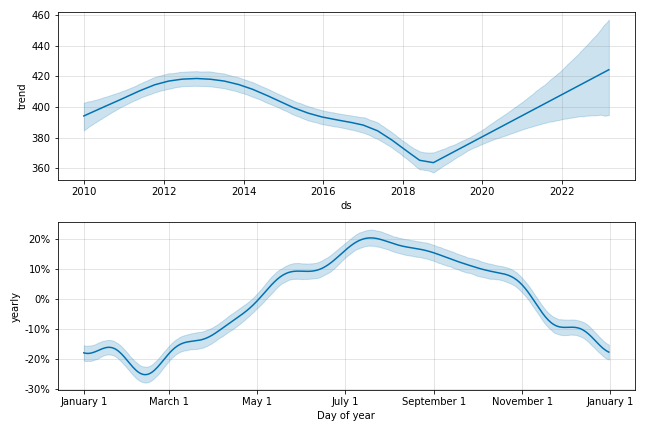 460
440
420
400
380
360
trend
2010 2012 2014 2016 2018 2020 2022
ds
20%
10%
0%
-10%
-20%
-30%
yearly
January 1 March 1 May 1 July 1 September 1 November 1 January 1
Day of year